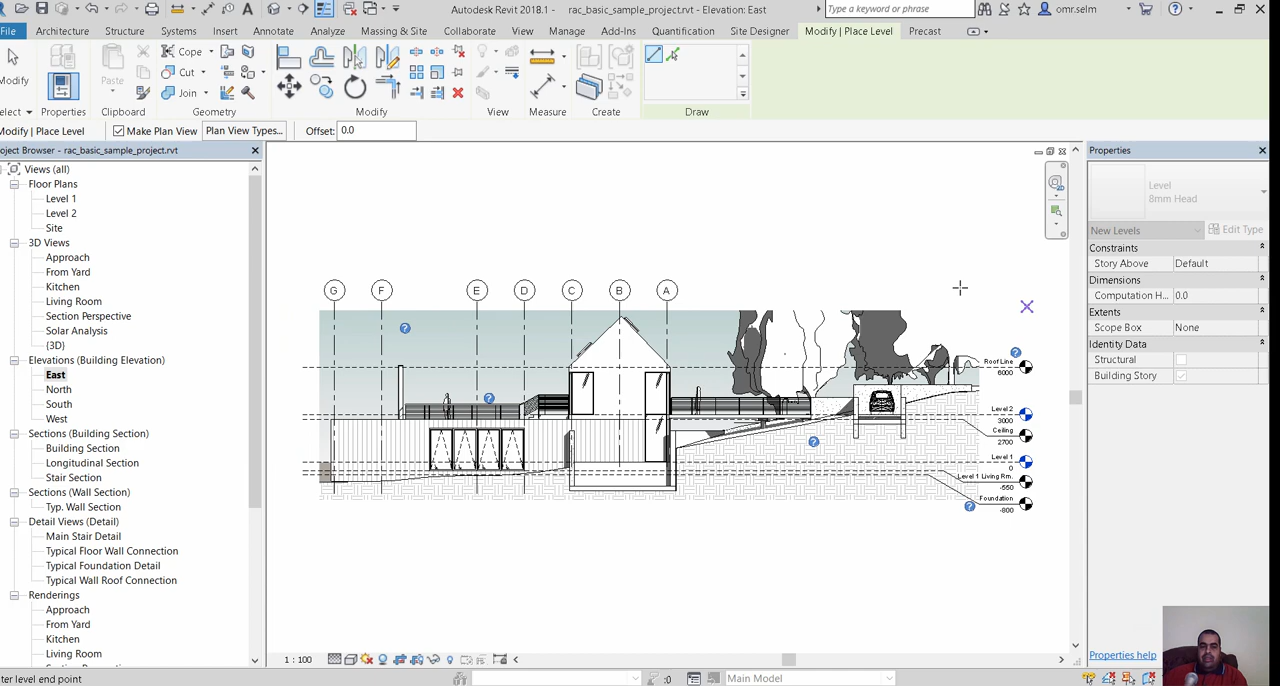 Autodesk Revit 2018.1 - rac_basic_sample_project.rvt - Elevation: East
Type a keyword or phrase
omr.selm
File
Architecture
Structure
Systems
Insert
Annotate
Analyze
Massing & Site
Collaborate
View
Manage
Add-Ins
Quantification
Site Designer
Modify | Place Level
Precast
Modify
Paste
Cope
Cut
Join
elect
Properties
Clipboard
Geometry
Modify
View
Measure
Create
Draw
Modify | Place Level
Make Plan View
Plan View Types...
Offset: 0.0
oject Browser - rac_basic_sample_project.rvt
Properties
Views (all)
Floor Plans
Level 1
Level 2
Site
3D Views
Approach
From Yard
Kitchen
Living Room
Section Perspective
Solar Analysis
{3D}
Elevations (Building Elevation)
East
North
South
West
Sections (Building Section)
Building Section
Longitudinal Section
Stair Section
Sections (Wall Section)
Typ. Wall Section
Detail Views (Detail)
Main Stair Detail
Typical Floor Wall Connection
Typical Foundation Detail
Typical Wall Roof Connection
Renderings
Approach
From Yard
Kitchen
Living Room
G F E D C B A
Roof Line
6000
Level 2
3000
Ceiling
2700
Level 1
0
Level 1 Living Rm.
-550
Foundation
-800
Level
8mm Head
New Levels
Edit Type
Constraints
Story Above Default
Dimensions
Computation H... 0.0
Extents
Scope Box None
Identity Data
Structural
Building Story
Properties help
1 : 100
ter level end point
:0
Main Model